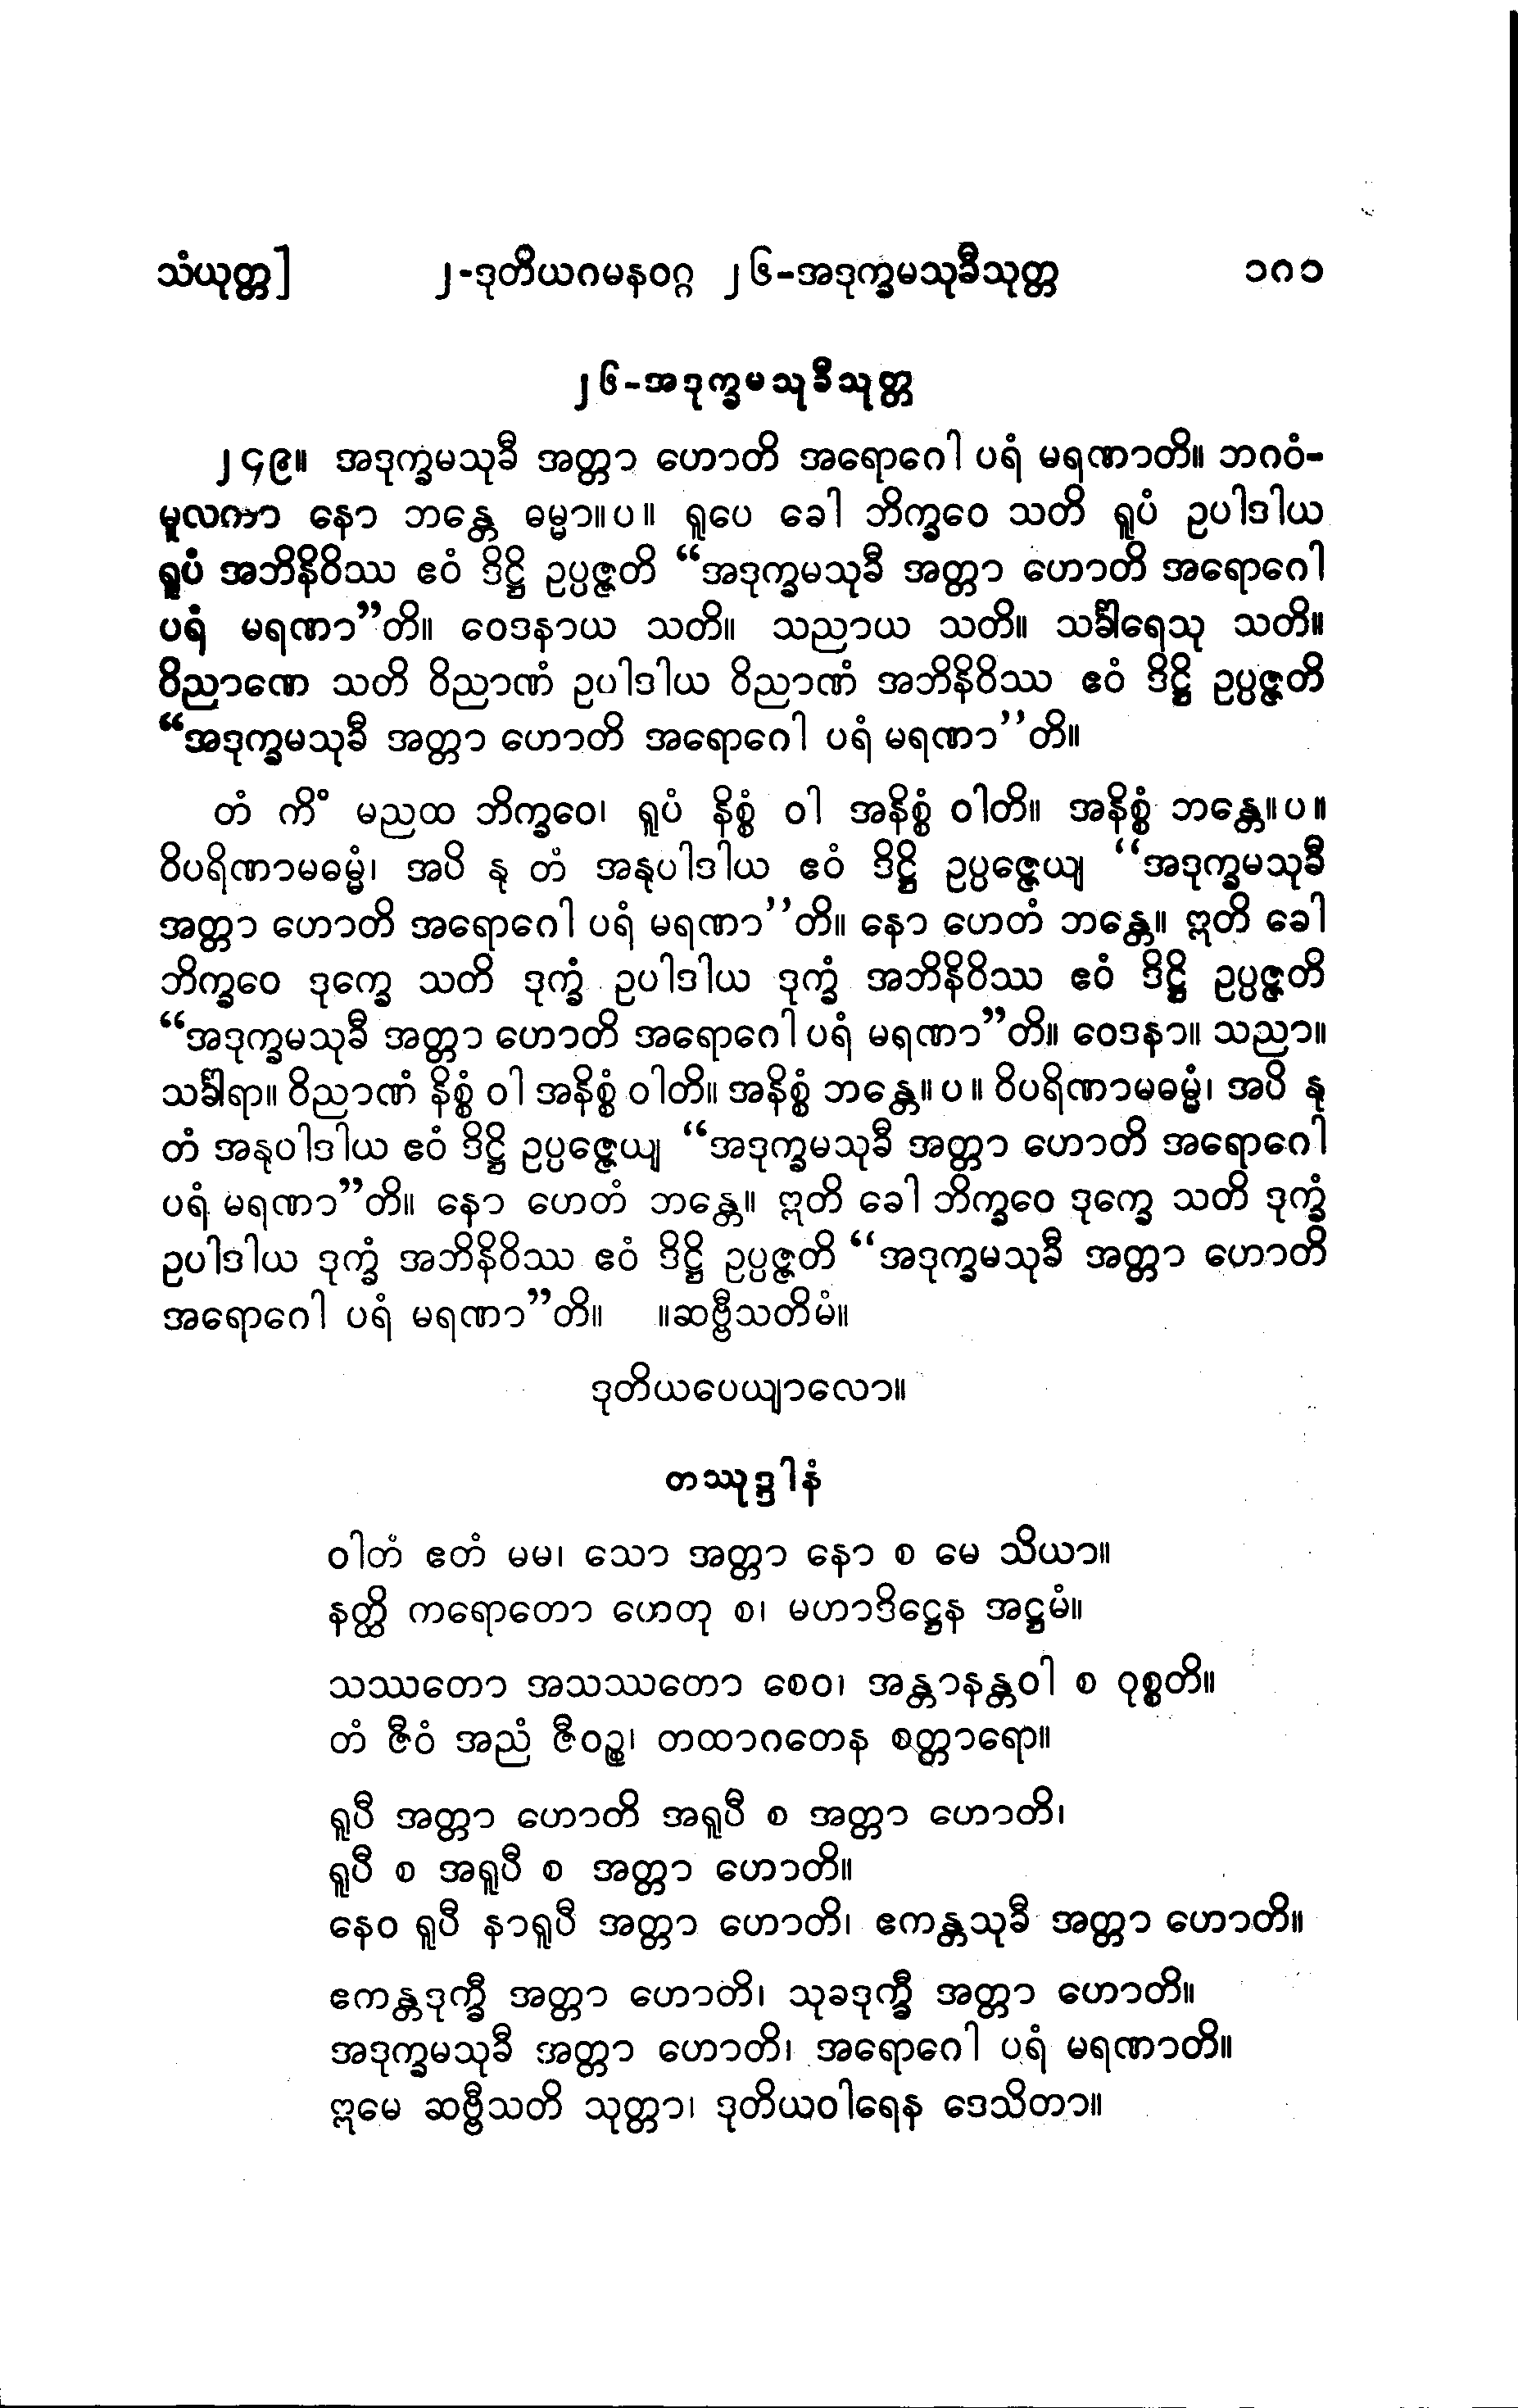 သံယုတ္တ] ၂-ဒုတိယဂမနဝဂ္ဂ ၂၆-အဒုက္ခမသုခီသုတ္တ ၁၈၁
၂၆-အဒုက္ခမသုခီသုတ္တ
၂၄၉။ အဒုက္ခမသုခီ အတ္တာ ဟောတိ အရောဂေါ ပရံ မရဏာတိ။ ဘဂဝံ-
မူလကာ နော ဘန္တေ ဓမ္မာ။ပ။ ရူပေ ခေါ ဘိက္ခဝေ သတိ ရူပံ ဥပါဒါယ
ရူပံ အဘိနိဝိဿ ဧဝံ ဒိဋ္ဌိ ဥပ္ပဇ္ဇတိ “အဒုက္ခမသုခီ အတ္တာ ဟောတိ အရောဂေါ
ပရံ မရဏာ”တိ။ ဝေဒနာယ သတိ။ သညာယ သတိ။ သင်္ခါရေသု သတိ။
ဝိညာဏေ သတိ ဝိညာဏံ ဥပါဒါယ ဝိညာဏံ အဘိနိဝိဿ ဧဝံ ဒိဋ္ဌိ ဥပ္ပဇ္ဇတိ
“အဒုက္ခမသုခီ အတ္တာ ဟောတိ အရောဂေါ ပရံ မရဏာ”တိ။
တံ ကိံ မညထ ဘိက္ခဝေ၊ ရူပံ နိစ္စံ ဝါ အနိစ္စံ ဝါတိ။ အနိစ္စံ ဘန္တေ။ပ။
ဝိပရိဏာမဓမ္မံ၊ အပိ နု တံ အနုပါဒါယ ဧဝံ ဒိဋ္ဌိ ဥပ္ပဇ္ဇေယျ “အဒုက္ခမသုခီ
အတ္တာ ဟောတိ အရောဂေါ ပရံ မရဏာ”တိ။ နော ဟေတံ ဘန္တေ။ ဣတိ ခေါ
ဘိက္ခဝေ ဒုက္ခေ သတိ ဒုက္ခံ ဥပါဒါယ ဒုက္ခံ အဘိနိဝိဿ ဧဝံ ဒိဋ္ဌိ ဥပ္ပဇ္ဇတိ
“အဒုက္ခမသုခီ အတ္တာ ဟောတိ အရောဂေါ ပရံ မရဏာ”တိ။ ဝေဒနာ။ သညာ။
သင်္ခါရာ။ ဝိညာဏံ နိစ္စံ ဝါ အနိစ္စံ ဝါတိ။ အနိစ္စံ ဘန္တေ။ပ။ ဝိပရိဏာမဓမ္မံ၊ အပိ နု
တံ အနုပါဒါယ ဧဝံ ဒိဋ္ဌိ ဥပ္ပဇ္ဇေယျ “အဒုက္ခမသုခီ အတ္တာ ဟောတိ အရောဂေါ
ပရံ မရဏာ”တိ။ နော ဟေတံ ဘန္တေ။ ဣတိ ခေါ ဘိက္ခဝေ ဒုက္ခေ သတိ ဒုက္ခံ
ဥပါဒါယ ဒုက္ခံ အဘိနိဝိဿ ဧဝံ ဒိဋ္ဌိ ဥပ္ပဇ္ဇတိ “အဒုက္ခမသုခီ အတ္တာ ဟောတိ
အရောဂေါ ပရံ မရဏာ”တိ။ ။ဆဗ္ဗီသတိမံ။
ဒုတိယပေယျာလော။
တဿုဒ္ဒါနံ
ဝါတံ ဧတံ မမ၊ သော အတ္တာ နော စ မေ သိယာ။
နတ္ထိ ကရောတော ဟေတု စ၊ မဟာဒိဋ္ဌေန အဋ္ဌမံ။
သဿတော အသဿတော စေဝ၊ အန္တာနန္တဝါ စ ဝုစ္စတိ။
တံ ဇီဝံ အညံ ဇီဝဉ္စ၊ တထာဂတေန စတ္တာရော။
ရူပီ အတ္တာ ဟောတိ အရူပီ စ အတ္တာ ဟောတိ၊
ရူပီ စ အရူပီ စ အတ္တာ ဟောတိ။
နေဝ ရူပီ နာရူပီ အတ္တာ ဟောတိ၊ ဧကန္တသုခီ အတ္တာ ဟောတိ။
ဧကန္တဒုက္ခီ အတ္တာ ဟောတိ၊ သုခဒုက္ခီ အတ္တာ ဟောတိ။
အဒုက္ခမသုခီ အတ္တာ ဟောတိ၊ အရောဂေါ ပရံ မရဏာတိ။
ဣမေ ဆဗ္ဗီသတိ သုတ္တာ၊ ဒုတိယဝါရေန ဒေသိတာ။